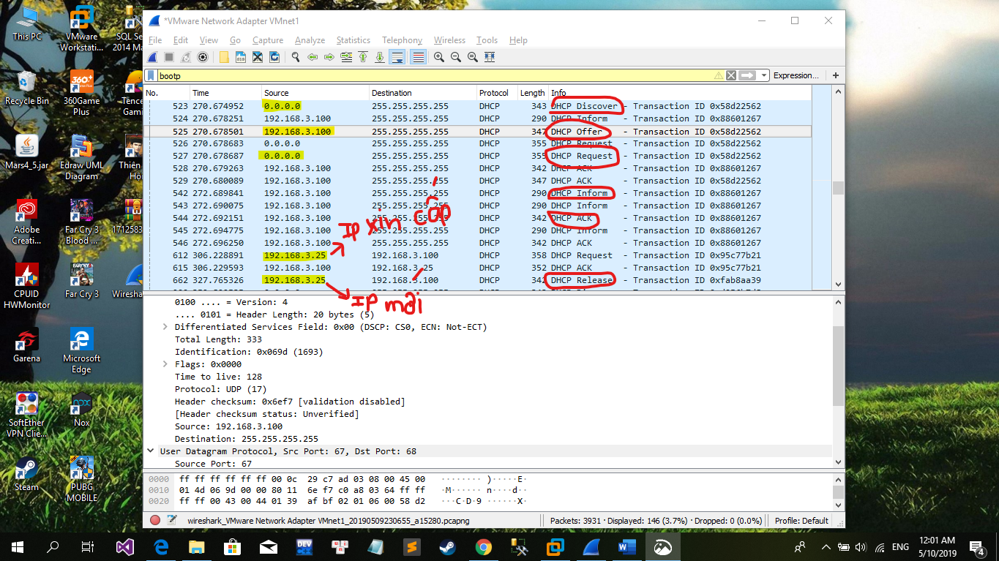 This PC
VMware Workstati...
SQL Se
2014 Ma
Recycle Bin
360Game Plus
Tence
Gami
Mars4_5.jar
Edraw UML Diagram
Thiên
Hồ
Adobe Creati...
Far Cry 3 Blood ...
1712583
CPUID HWMonitor
Far Cry 3
Wireshar
Garena
Microsoft Edge
SoftEther VPN Clie...
Nox
Steam
PUBG MOBILE
*VMware Network Adapter VMnet1
File Edit View Go Capture Analyze Statistics Telephony Wireless Tools Help
bootp
Expression... +
No. Time Source Destination Protocol Length Info
523 270.674952 0.0.0.0 255.255.255.255 DHCP 343 DHCP Discover - Transaction ID 0x58d22562
524 270.678251 192.168.3.100 255.255.255.255 DHCP 290 DHCP Inform - Transaction ID 0x88601267
525 270.678501 192.168.3.100 255.255.255.255 DHCP 347 DHCP Offer - Transaction ID 0x58d22562
526 270.678683 0.0.0.0 255.255.255.255 DHCP 355 DHCP Request - Transaction ID 0x58d22562
527 270.678687 0.0.0.0 255.255.255.255 DHCP 355 DHCP Request - Transaction ID 0x58d22562
528 270.679263 192.168.3.100 255.255.255.255 DHCP 342 DHCP ACK - Transaction ID 0x88601267
529 270.680089 192.168.3.100 255.255.255.255 DHCP 347 DHCP ACK - Transaction ID 0x58d22562
542 272.689841 192.168.3.100 255.255.255.255 DHCP 290 DHCP Inform - Transaction ID 0x88601267
543 272.690075 192.168.3.100 255.255.255.255 DHCP 290 DHCP Inform - Transaction ID 0x88601267
544 272.692151 192.168.3.100 255.255.255.255 DHCP 342 DHCP ACK - Transaction ID 0x88601267
IP xin cấp
545 272.694775 192.168.3.100 255.255.255.255 DHCP 290 DHCP Inform - Transaction ID 0x88601267
546 272.696250 192.168.3.100 255.255.255.255 DHCP 342 DHCP ACK - Transaction ID 0x88601267
612 306.228891 192.168.3.25 192.168.3.100 DHCP 358 DHCP Request - Transaction ID 0x95c77b21
615 306.229593 192.168.3.100 192.168.3.25 DHCP 352 DHCP ACK - Transaction ID 0x95c77b21
662 327.765326 192.168.3.25 192.168.3.100 DHCP 342 DHCP Release - Transaction ID 0xfab8aa39
IP mới
0100 .... = Version: 4
.... 0101 = Header Length: 20 bytes (5)
Differentiated Services Field: 0x00 (DSCP: CS0, ECN: Not-ECT)
Total Length: 333
Identification: 0x069d (1693)
Flags: 0x0000
Time to live: 128
Protocol: UDP (17)
Header checksum: 0x6ef7 [validation disabled]
[Header checksum status: Unverified]
Source: 192.168.3.100
Destination: 255.255.255.255
User Datagram Protocol, Src Port: 67, Dst Port: 68
Source Port: 67
0000 ff ff ff ff ff ff 00 0c 29 c7 ad 03 08 00 45 00 ········ )·····E·
0010 01 4d 06 9d 00 00 80 11 6e f7 c0 a8 03 64 ff ff ·M······ n····d··
0020 ff ff 00 43 00 44 01 39 af bf 02 01 06 00 58 d2 ···C·D·9 ······X·
wireshark_VMware Network Adapter VMnet1_20190509230655_a15280.pcapng
Packets: 3931 · Displayed: 146 (3.7%) · Dropped: 0 (0.0%)
Profile: Default
DEV
ENG
12:01 AM
5/10/2019
4